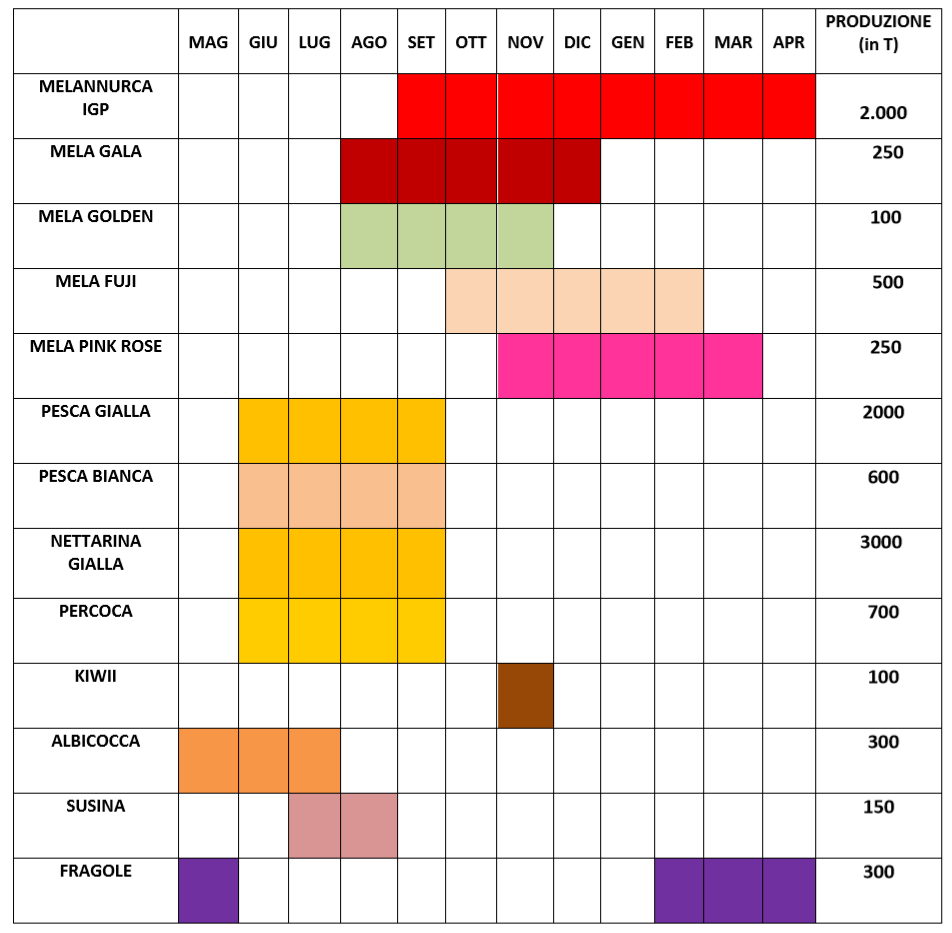 MAG GIU LUG AGO SET OTT NOV DIC GEN FEB MAR APR PRODUZIONE
(in T)
MELANNURCA
IGP
2.000
MELA GALA 250
MELA GOLDEN 100
MELA FUJI 500
MELA PINK ROSE 250
PESCA GIALLA 2000
PESCA BIANCA 600
NETTARINA 3000
GIALLA
PERCOCA 700
KIWII 100
ALBICOCCA 300
SUSINA 150
FRAGOLE 300